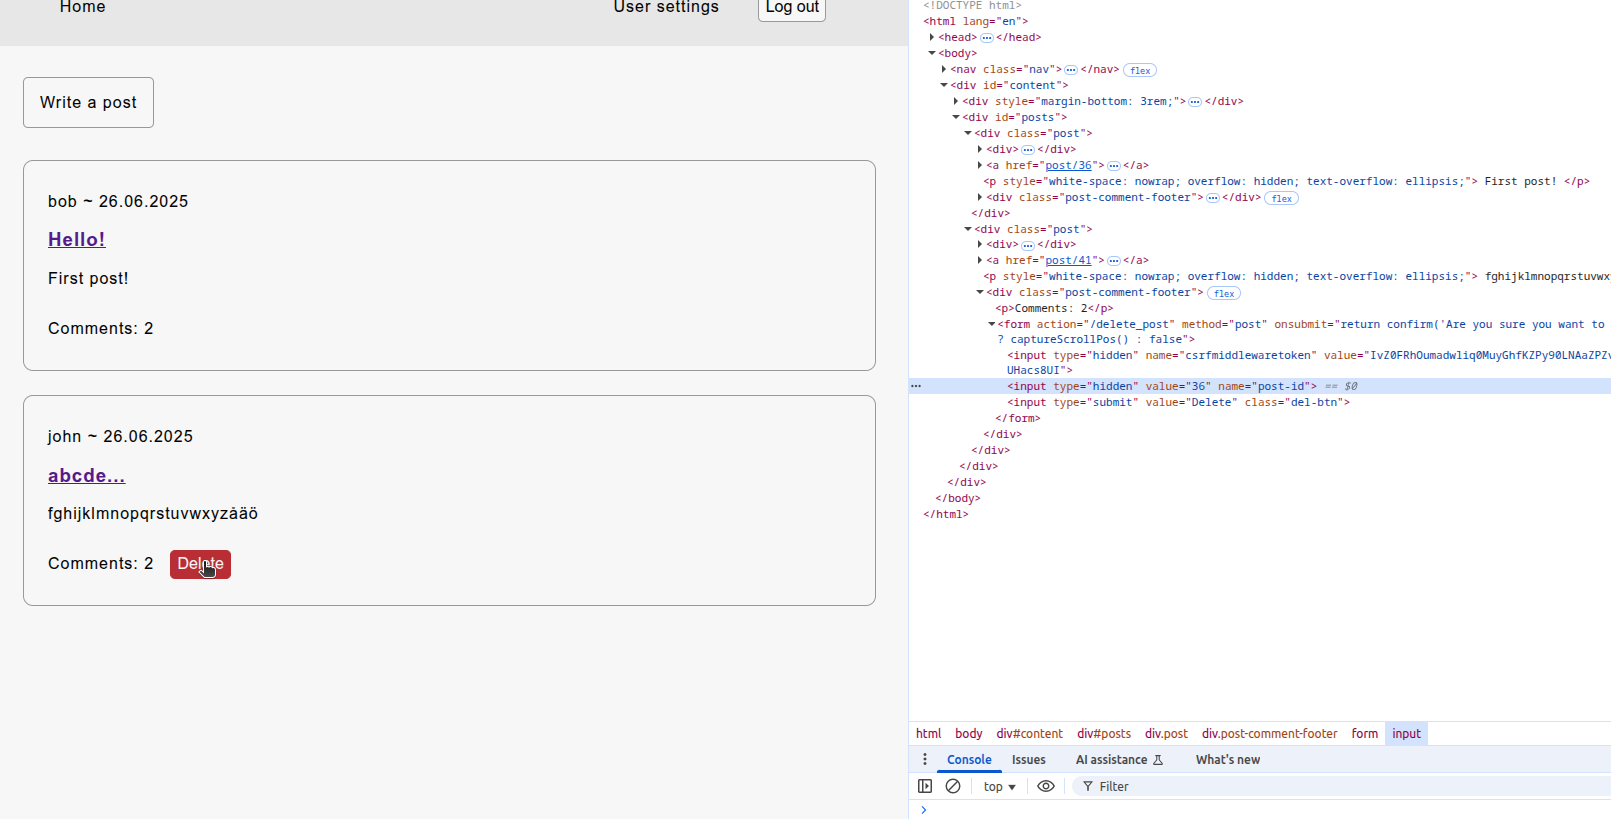 Home
User settings
Log out
Write a post
bob ~ 26.06.2025
Hello!
First post!
Comments: 2
john ~ 26.06.2025
abcde...
fghijklmnopqrstuvwxyzåäö
Comments: 2
Delete
<!DOCTYPE html>
<html lang="en">
<head> ... </head>
<body>
<nav class="nav"> ... </nav> flex
<div id="content">
<div style="margin-bottom: 3rem;"> ... </div>
<div id="posts">
<div class="post">
<div> ... </div>
<a href="post/36"> ... </a>
<p style="white-space: nowrap; overflow: hidden; text-overflow: ellipsis;"> First post! </p>
<div class="post-comment-footer"> ... </div> flex
</div>
<div class="post">
<div> ... </div>
<a href="post/41"> ... </a>
<p style="white-space: nowrap; overflow: hidden; text-overflow: ellipsis;"> fghijklmnopqrstuvwx
<div class="post-comment-footer"> flex
<p>Comments: 2</p>
<form action="/delete_post" method="post" onsubmit="return confirm('Are you sure you want to
? captureScrollPos() : false">
<input type="hidden" name="csrfmiddlewaretoken" value="
UHacs8UI">
<input type="hidden" value="36" name="post-id"> == $0
<input type="submit" value="Delete" class="del-btn">
</form>
</div>
</div>
</div>
</div>
</body>
</html>
html body div#content div#posts div.post div.post-comment-footer form input
Console Issues AI assistance What's new
top Filter